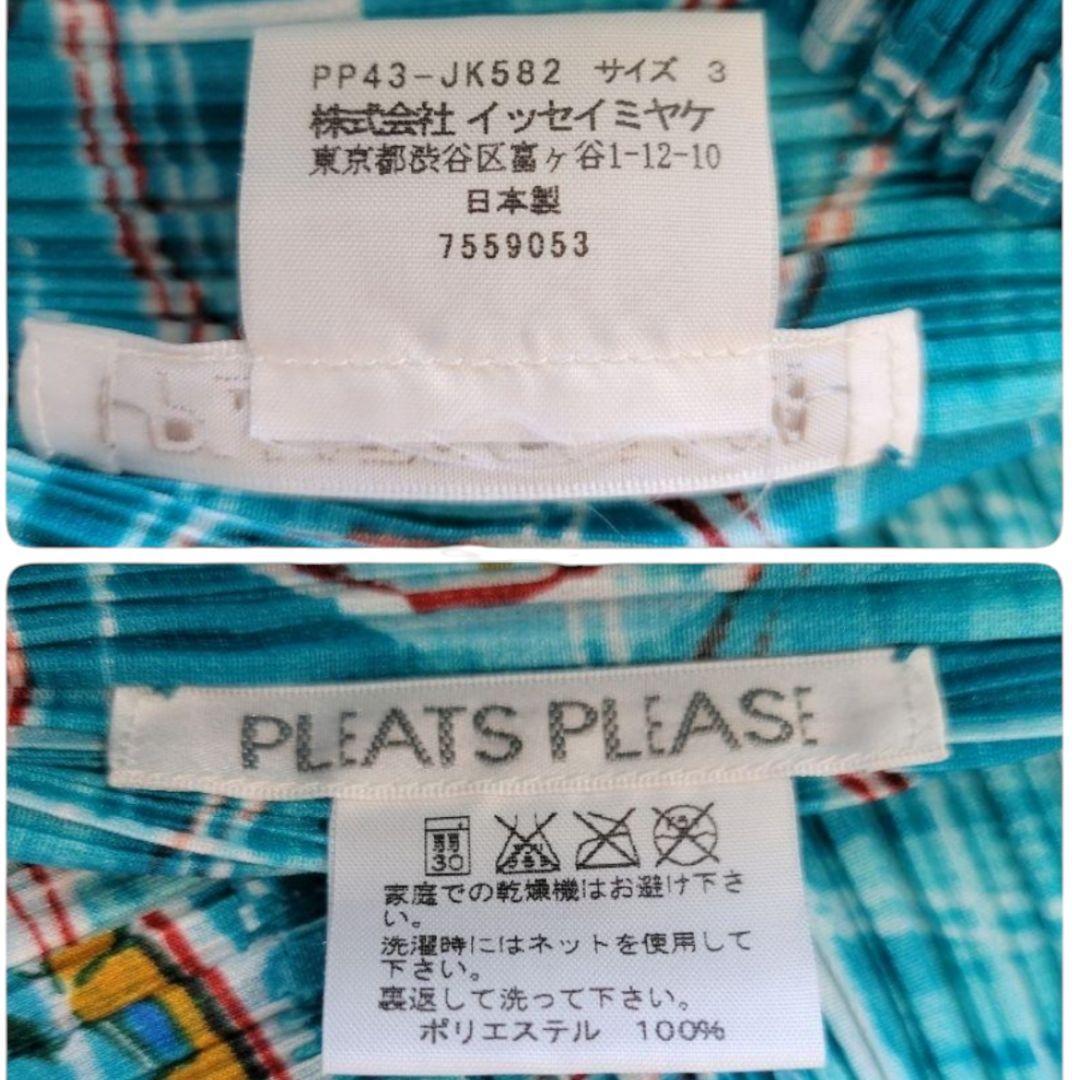 PP43-JK582 サイズ 3
株式会社 イッセイミヤケ
東京都渋谷区富ヶ谷1-12-10
日本製
7559053
PLEATS PLEASE
弱
30
家庭での乾燥機はお避け下さ
い。
洗濯時にはネットを使用して
下さい。
裏返して洗って下さい。
ポリエステル 100%